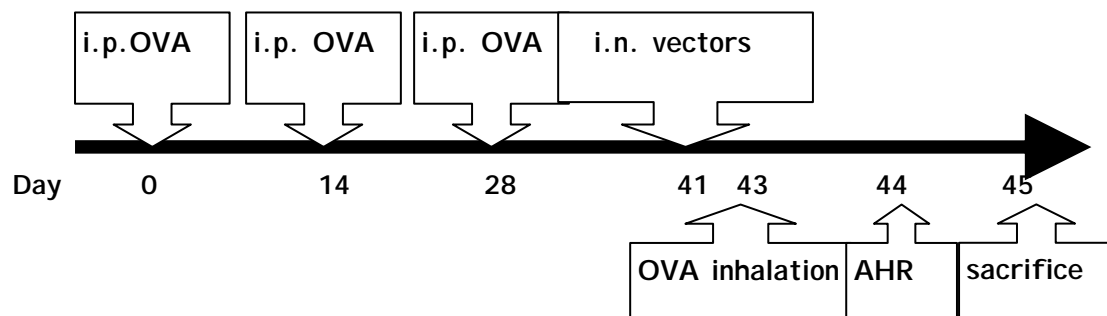 i.p.OVA i.p. OVA i.p. OVA i.n. vectors
Day 0 14 28 41 43 44 45
OVA inhalation AHR sacrifice